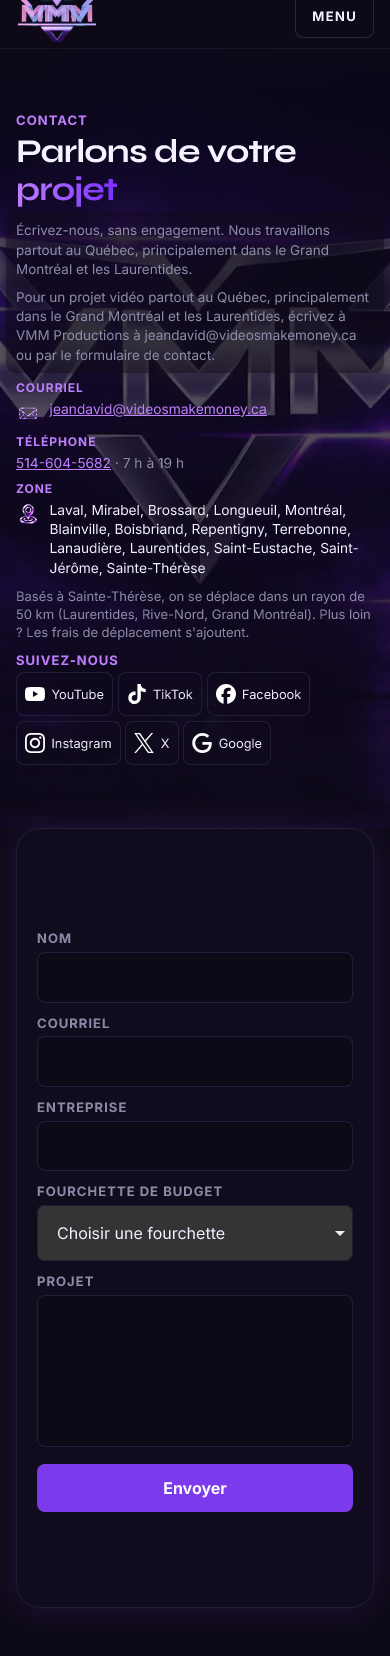 MMM
MENU
CONTACT
Parlons de votre
projet
Écrivez-nous, sans engagement. Nous travaillons
partout au Québec, principalement dans le Grand
Montréal et les Laurentides.
Pour un projet vidéo partout au Québec, principalement
dans le Grand Montréal et les Laurentides, écrivez à
VMM Productions à jeandavid@videosmakemoney.ca
ou par le formulaire de contact.
COURRIEL
jeandavid@videosmakemoney.ca
TÉLÉPHONE
514-604-5682 · 7 h à 19 h
ZONE
Laval, Mirabel, Brossard, Longueuil, Montréal,
Blainville, Boisbriand, Repentigny, Terrebonne,
Lanaudière, Laurentides, Saint-Eustache, Saint-
Jérôme, Sainte-Thérèse
Basés à Sainte-Thérèse, on se déplace dans un rayon de
50 km (Laurentides, Rive-Nord, Grand Montréal). Plus loin
? Les frais de déplacement s'ajoutent.
SUIVEZ-NOUS
YouTube TikTok Facebook
Instagram X Google
NOM
COURRIEL
ENTREPRISE
FOURCHETTE DE BUDGET
Choisir une fourchette
PROJET
Envoyer